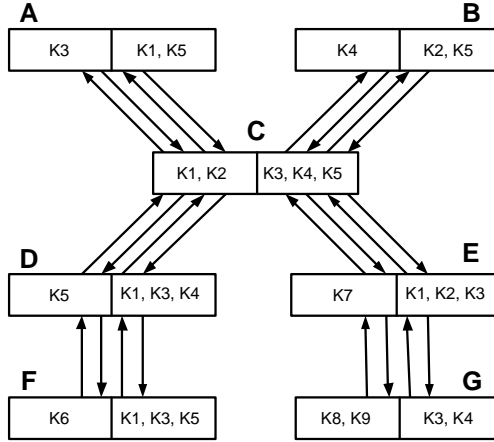 A
B
K3 K1, K5
K4 K2, K5
C
K1, K2 K3, K4, K5
D
E
K5 K1, K3, K4
K7 K1, K2, K3
F
G
K6 K1, K3, K5
K8, K9 K3, K4